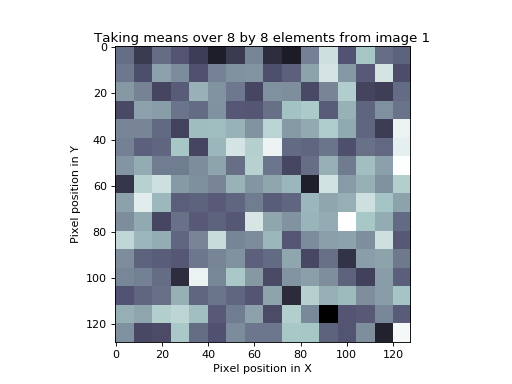 Taking means over 8 by 8 elements from image 1
0
20
40
60
80
100
120
Pixel position in Y
0 20 40 60 80 100 120
Pixel position in X